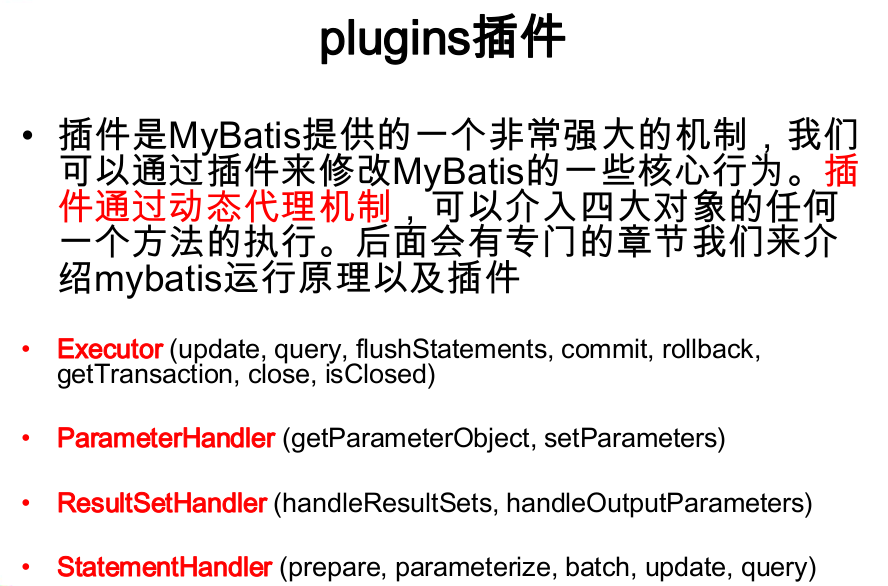 plugins插件
• 插件是MyBatis提供的一个非常强大的机制，我们
可以通过插件来修改MyBatis的一些核心行为。插
件通过动态代理机制，可以介入四大对象的任何
一个方法的执行。后面会有专门的章节我们来介
绍mybatis运行原理以及插件
• Executor (update, query, flushStatements, commit, rollback,
getTransaction, close, isClosed)
• ParameterHandler (getParameterObject, setParameters)
• ResultSetHandler (handleResultSets, handleOutputParameters)
• StatementHandler (prepare, parameterize, batch, update, query)